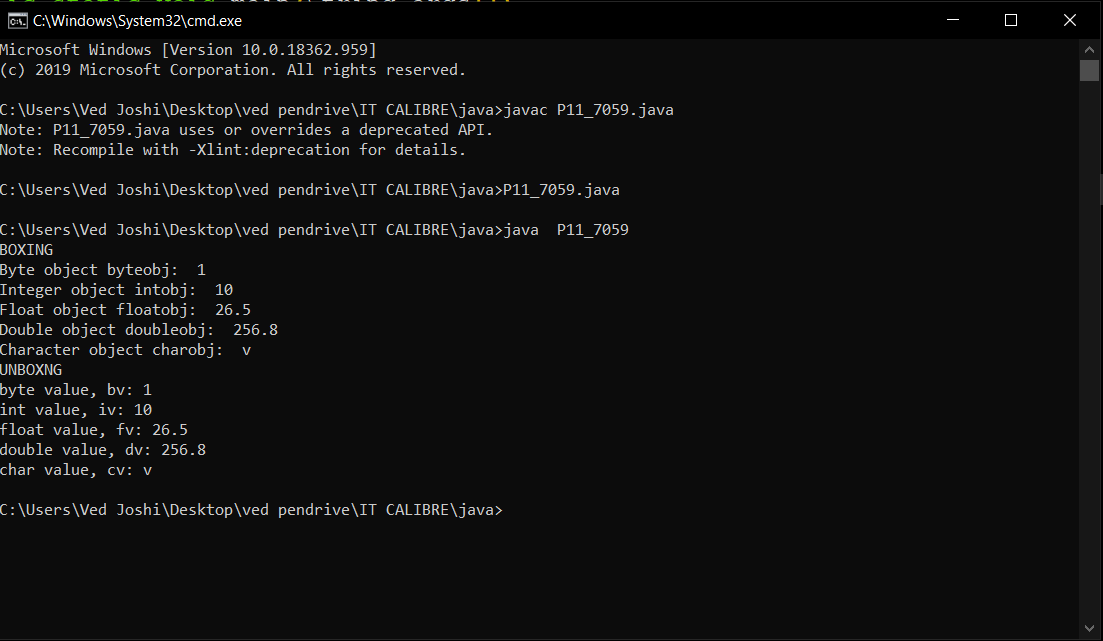 C:\Windows\System32\cmd.exe
Microsoft Windows [Version 10.0.18362.959]
(c) 2019 Microsoft Corporation. All rights reserved.
C:\Users\Ved Joshi\Desktop\ved pendrive\IT CALIBRE\java>javac P11_7059.java
Note: P11_7059.java uses or overrides a deprecated API.
Note: Recompile with -Xlint:deprecation for details.
C:\Users\Ved Joshi\Desktop\ved pendrive\IT CALIBRE\java>P11_7059.java
C:\Users\Ved Joshi\Desktop\ved pendrive\IT CALIBRE\java>java  P11_7059
BOXING
Byte object byteobj:  1
Integer object intobj:  10
Float object floatobj:  26.5
Double object doubleobj:  256.8
Character object charobj:  v
UNBOXNG
byte value, bv: 1
int value, iv: 10
float value, fv: 26.5
double value, dv: 256.8
char value, cv: v
C:\Users\Ved Joshi\Desktop\ved pendrive\IT CALIBRE\java>